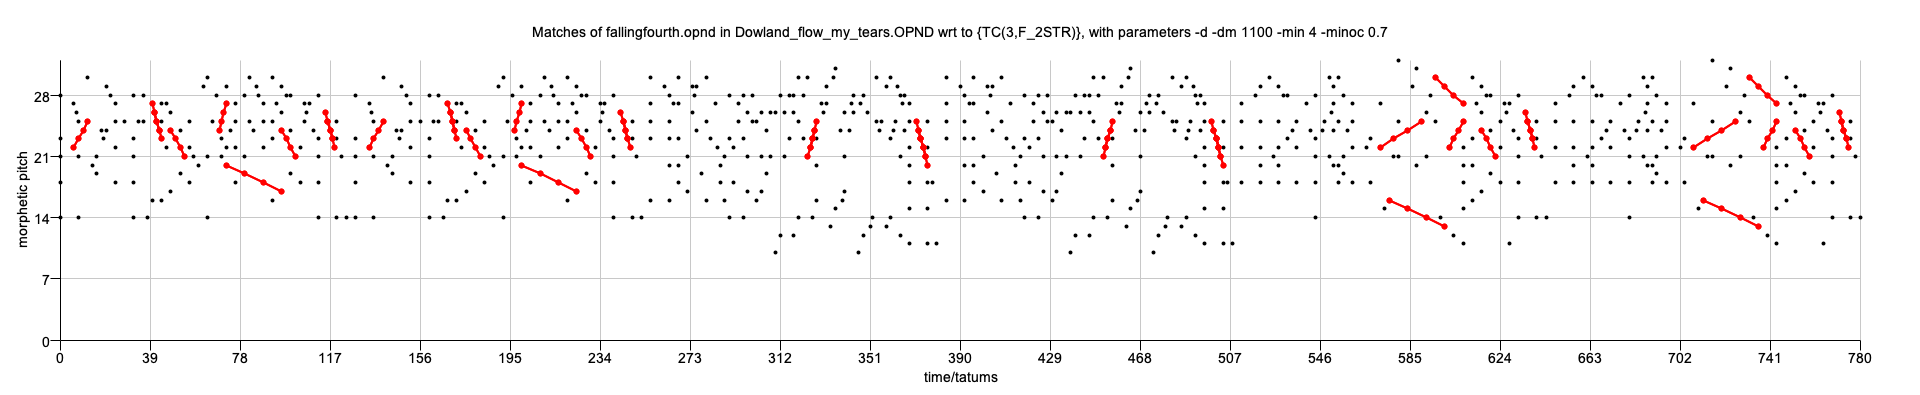 Matches of fallingfourth.opnd in Dowland_flow_my_tears.OPND wrt to {TC(3,F_2STR)}, with parameters -d -dm 1100 -min 4 -minoc 0.7
morphetic pitch
28
21
14
7
0
0 39 78 117 156 195 234 273 312 351 390 429 468 507 546 585 624 663 702 741 780
time/tatums